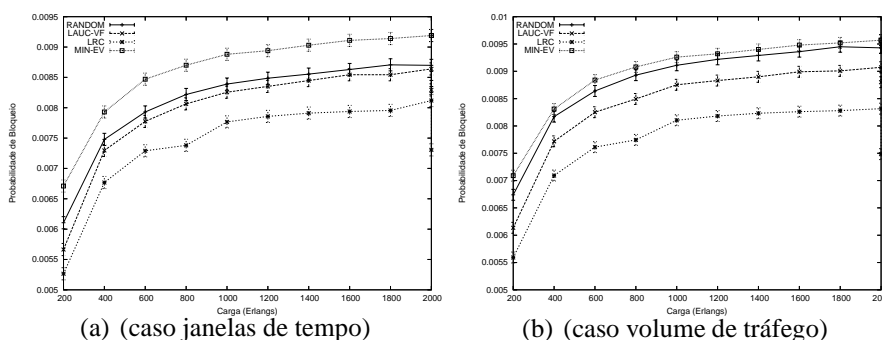 0.0095
0.009
0.0085
0.008
0.0075
0.007
0.0065
0.006
0.0055
0.005
Probabilidade de Bloqueio
RANDOM
LAUC-VF
LRC
MIN-EV
200 400 600 800 1000 1200 1400 1600 1800 2000
Carga (Erlangs)
(a) (caso janelas de tempo)
0.01
0.0095
0.009
0.0085
0.008
0.0075
0.007
0.0065
0.006
0.0055
0.005
Probabilidade de Bloqueio
RANDOM
LAUC-VF
LRC
MIN-EV
200 400 600 800 1000 1200 1400 1600 1800 2000
Carga (Erlangs)
(b) (caso volume de tráfego)